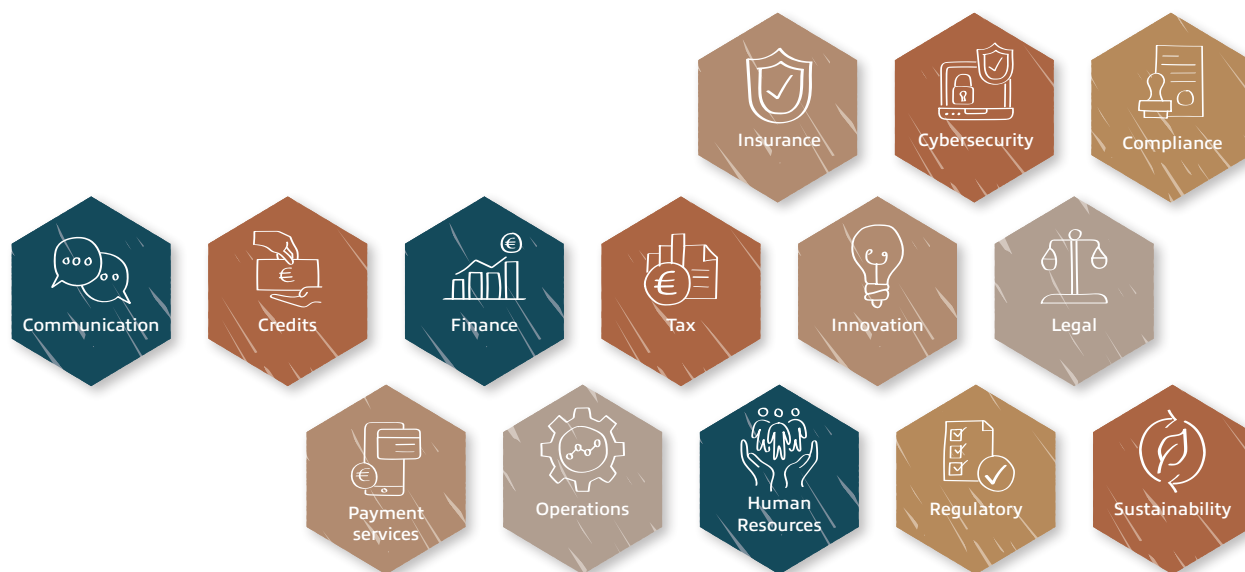 Insurance
Cybersecurity
Compliance
Communication
Credits
Finance
Tax
Innovation
Legal
Payment
services
Operations
Human
Resources
Regulatory
Sustainability